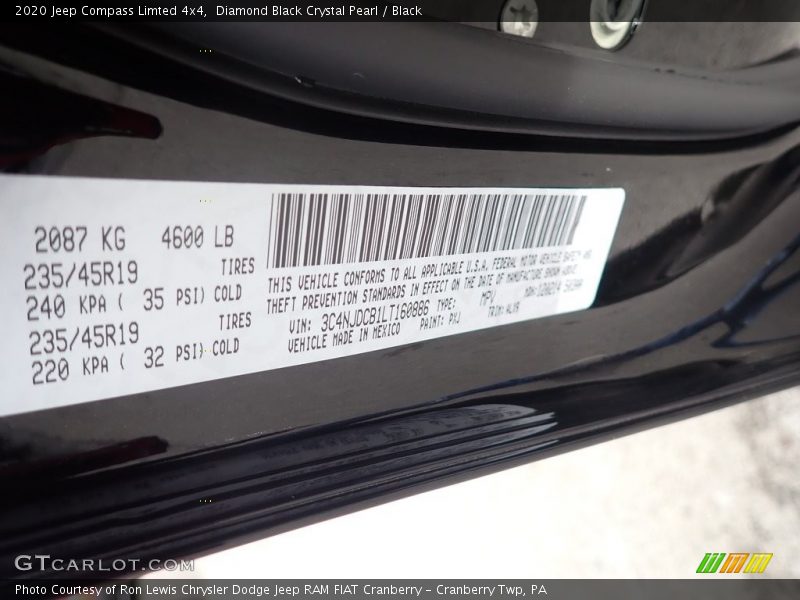 2020 Jeep Compass Limted 4x4,  Diamond Black Crystal Pearl / Black
2087 KG 4600 LB
235/45R19 TIRES
240 KPA ( 35 PSI) COLD
235/45R19 TIRES
220 KPA ( 32 PSI) COLD
THIS VEHICLE CONFORMS TO ALL APPLICABLE U.S.A. FEDERAL MOTOR VEHICLE SAFETY AND
THEFT PREVENTION STANDARDS IN EFFECT ON THE DATE OF MANUFACTURE SHOWN ABOVE.
VIN: 3C4NJDCB1LT160886 TYPE: MPV
VEHICLE MADE IN MEXICO PAINT: PXJ TRIM:
GTCARLOT.COM
Photo Courtesy of Ron Lewis Chrysler Dodge Jeep RAM FIAT Cranberry – Cranberry Twp, PA